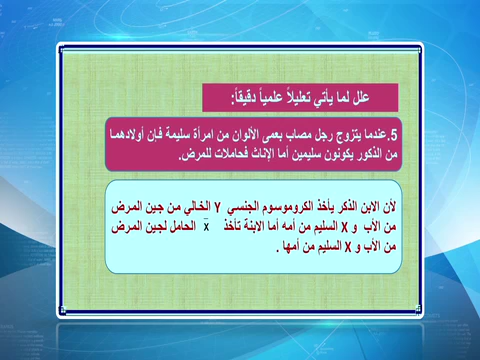 علل لما يأتي تعليلاً علمياً دقيقاً:
5.عندما يتزوج رجل مصاب بعمى الألوان من امرأة سليمة فإن أولادهما
من الذكور يكونون سليمين أما الإناث فحاملات للمرض.
لأن الابن الذكر يأخذ الكروموسوم الجنسي Y الخالي من جين المرض
من الأب و X السليم من أمه أما الابنة تأخذ X̄ الحامل لجين المرض
من الأب و X السليم من أمها .